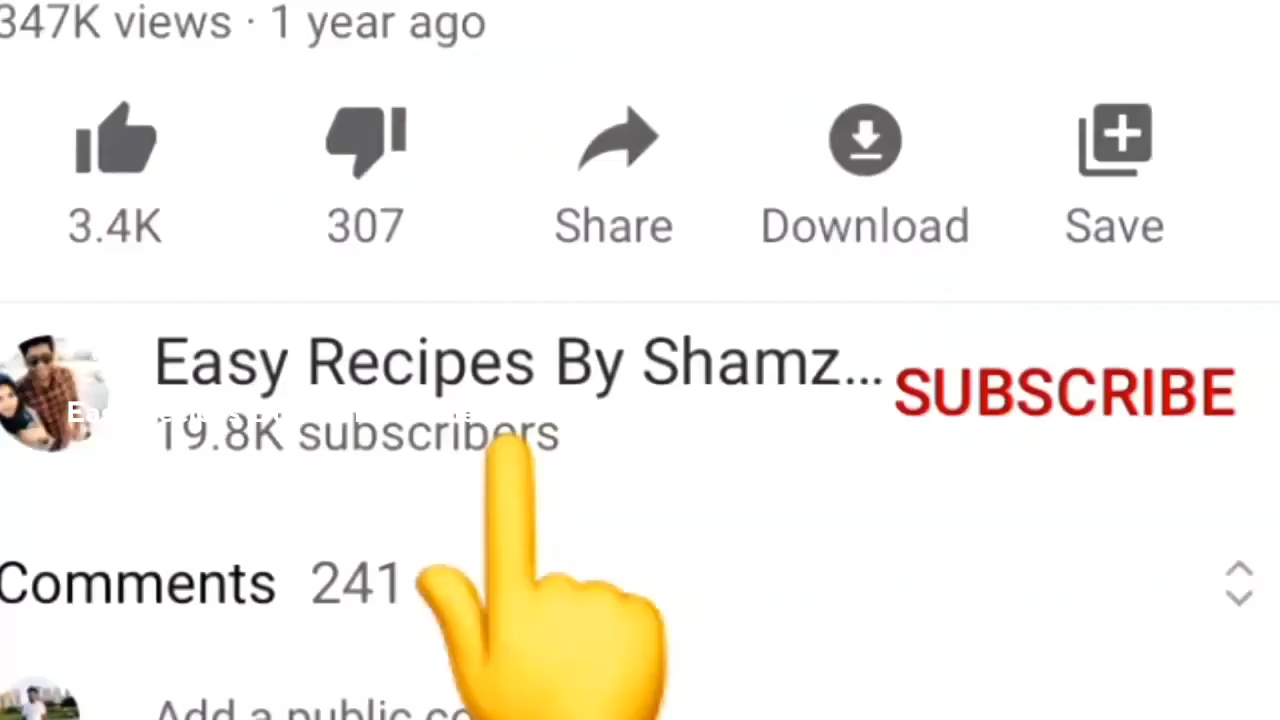 347K views · 1 year ago
3.4K
307
Share
Download
Save
Easy Recipes By Shamz...
SUBSCRIBE
19.8K subscribers
Comments 241
Add a public